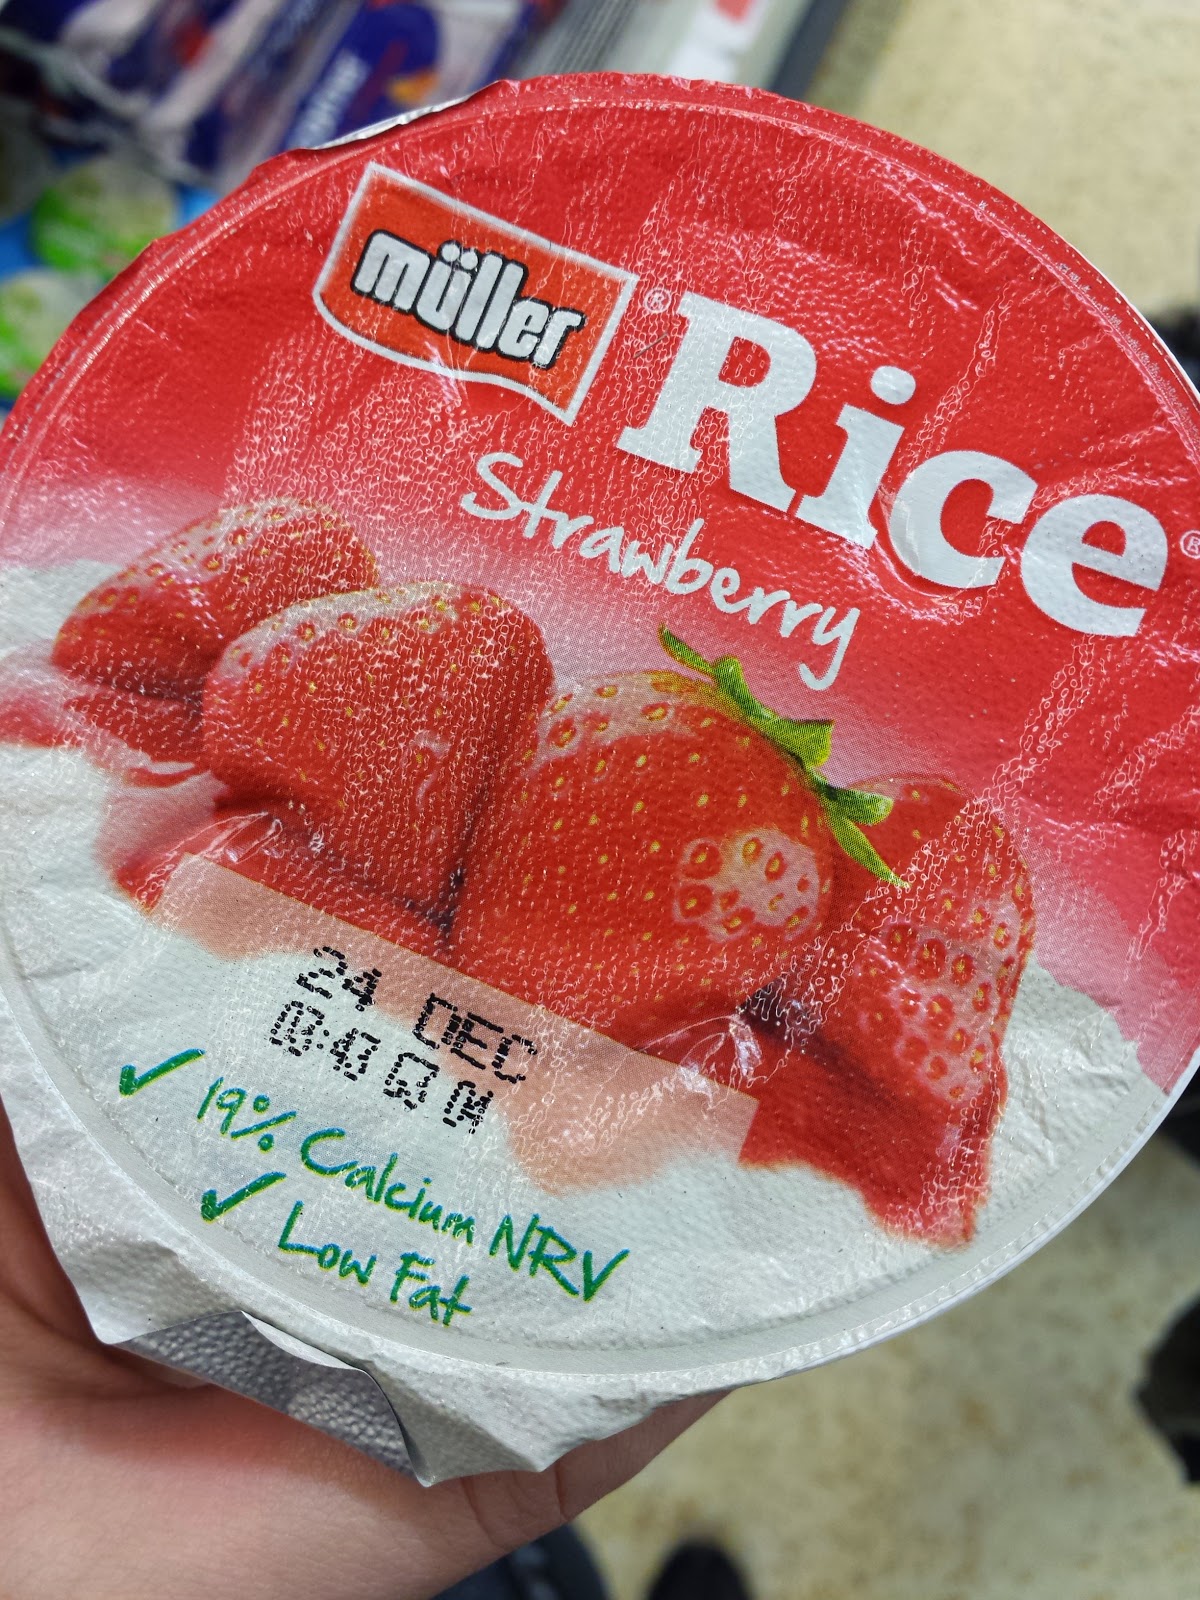 müller®
Rice®
Strawberry
24 DEC
✓ 19% Calcium NRV
✓ Low Fat